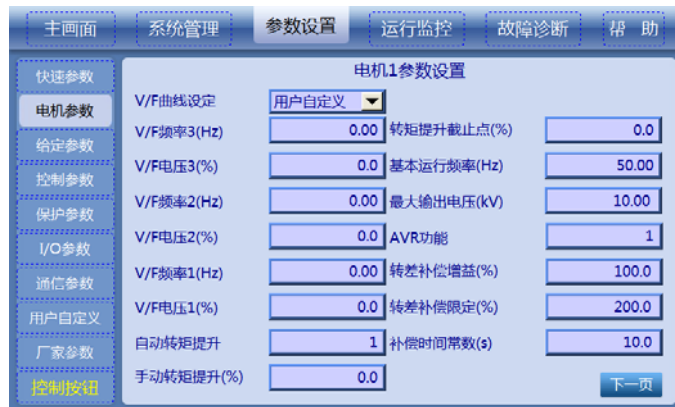 主画面 系统管理 参数设置 运行监控 故障诊断 帮 助
快速参数
电机参数
给定参数
控制参数
保护参数
I/O参数
通信参数
用户自定义
厂家参数
控制按钮
电机1参数设置
V/F曲线设定 用户自定义
V/F频率3(Hz) 0.00 转矩提升截止点(%) 0.0
V/F电压3(%) 0.0 基本运行频率(Hz) 50.00
V/F频率2(Hz) 0.00 最大输出电压(kV) 10.00
V/F电压2(%) 0.0 AVR功能 1
V/F频率1(Hz) 0.00 转差补偿增益(%) 100.0
V/F电压1(%) 0.0 转差补偿限定(%) 200.0
自动转矩提升 1 补偿时间常数(s) 10.0
手动转矩提升(%) 0.0
下一页